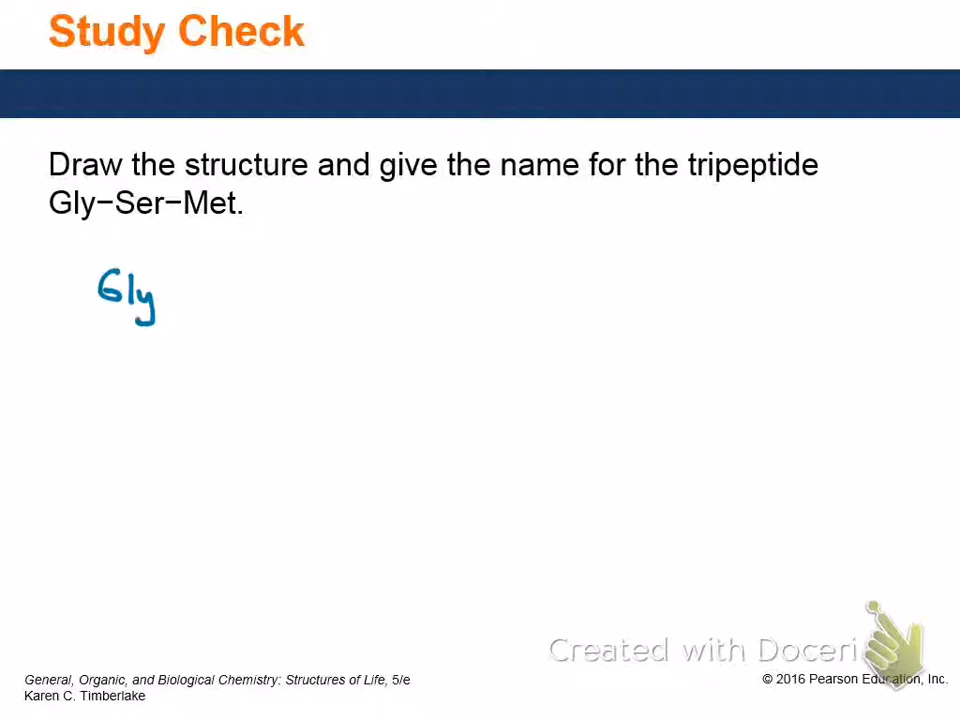 Study Check
Draw the structure and give the name for the tripeptide
Gly−Ser−Met.
Gly
Created with Doceri
General, Organic, and Biological Chemistry: Structures of Life, 5/e
Karen C. Timberlake
© 2016 Pearson Education, Inc.